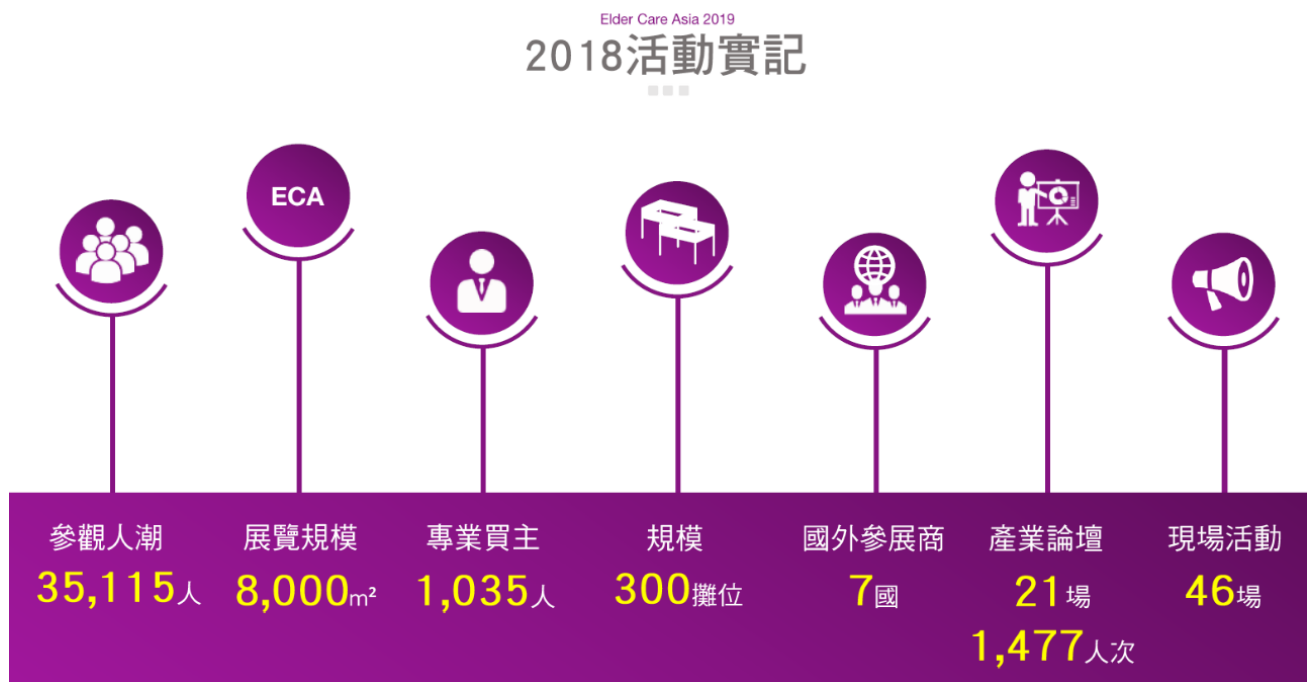 Elder Care Asia 2019
2018活動實記
ECA
參觀人潮
35,115人
展覽規模
8,000m²
專業買主
1,035人
規模
300攤位
國外參展商
7國
產業論壇
21場
1,477人次
現場活動
46場